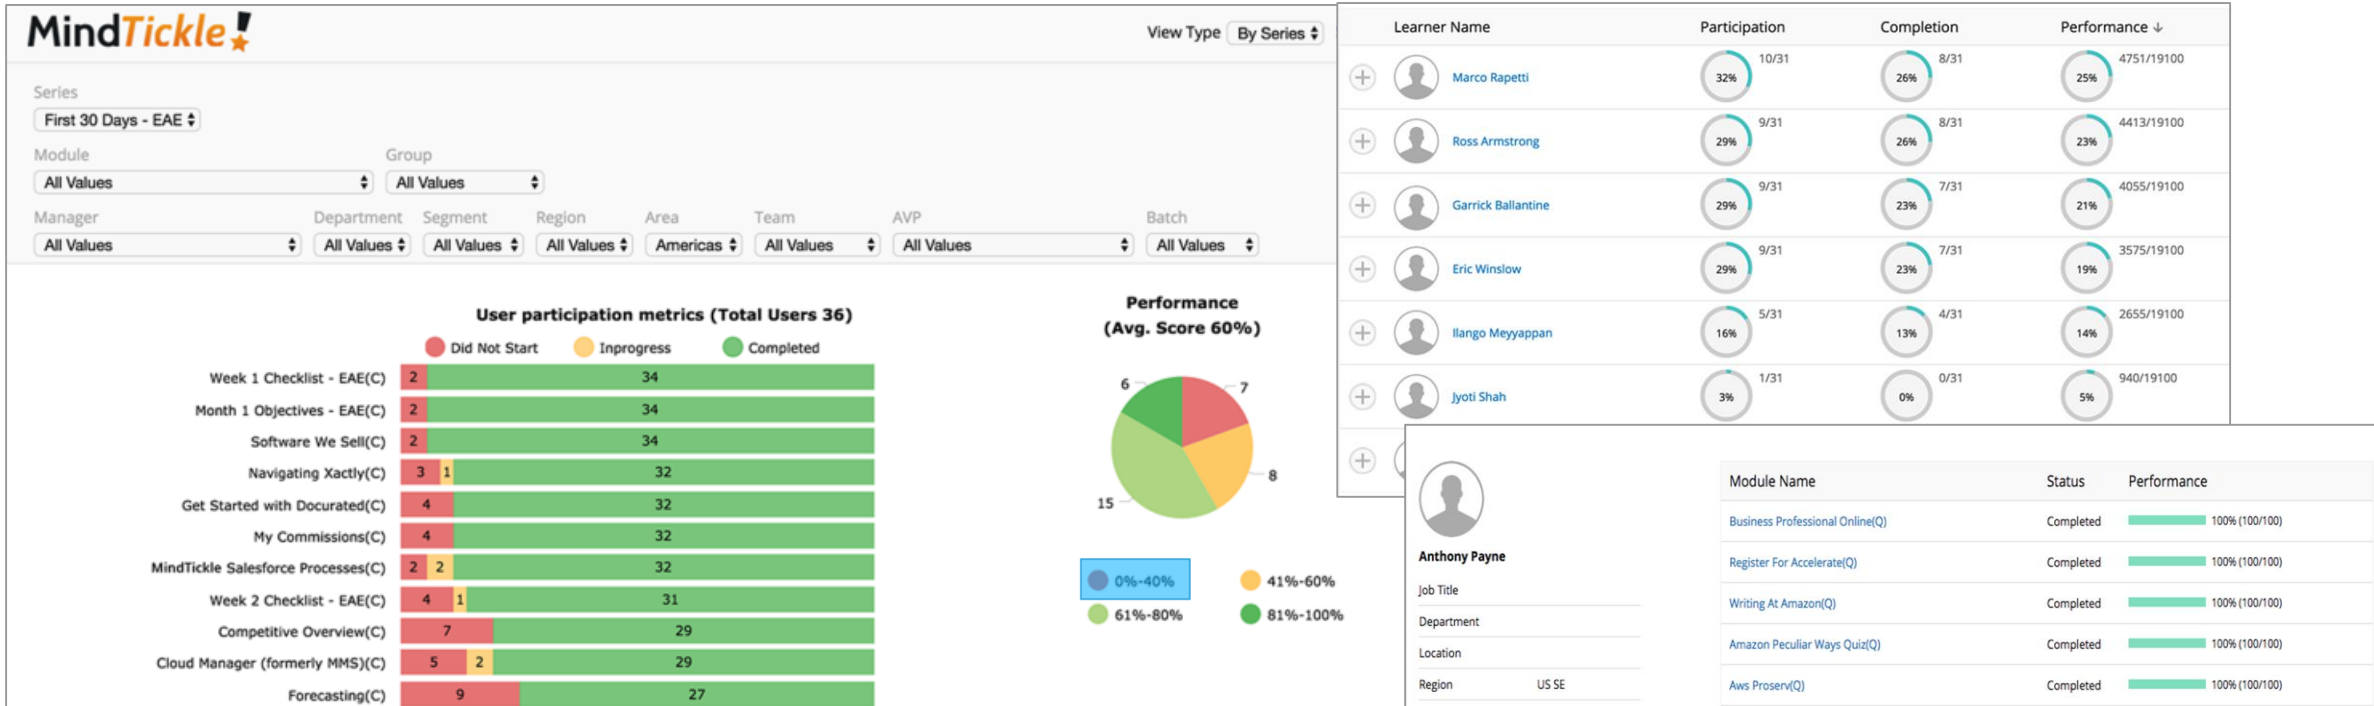 MindTickle!
View Type By Series
Series
First 30 Days - EAE
Module Group
All Values All Values
Manager Department Segment Region Area Team AVP Batch
All Values All Values All Values All Values Americas All Values All Values All Values
User participation metrics (Total Users 36)
Did Not Start Inprogress Completed
Week 1 Checklist - EAE(C) 2 34
Month 1 Objectives - EAE(C) 2 34
Software We Sell(C) 2 34
Navigating Xactly(C) 3 1 32
Get Started with Docurated(C) 4 32
My Commissions(C) 4 32
MindTickle Salesforce Processes(C) 2 2 32
Week 2 Checklist - EAE(C) 4 1 31
Competitive Overview(C) 7 29
Cloud Manager (formerly MMS)(C) 5 2 29
Forecasting(C) 9 27
Performance
(Avg. Score 60%)
6 7
8
15
0%-40% 41%-60%
61%-80% 81%-100%
Learner Name Participation Completion Performance ↓
Marco Rapetti 32% 10/31 26% 8/31 25% 4751/19100
Ross Armstrong 29% 9/31 26% 8/31 23% 4413/19100
Garrick Ballantine 29% 9/31 23% 7/31 21% 4055/19100
Eric Winslow 29% 9/31 23% 7/31 19% 3575/19100
Ilango Meyyappan 16% 5/31 13% 4/31 14% 2655/19100
Jyoti Shah 3% 1/31 0% 0/31 5% 940/19100
Anthony Payne
Job Title
Department
Location
Region US SE
Module Name Status Performance
Business Professional Online(Q) Completed 100% (100/100)
Register For Accelerate(Q) Completed 100% (100/100)
Writing At Amazon(Q) Completed 100% (100/100)
Amazon Peculiar Ways Quiz(Q) Completed 100% (100/100)
Aws Proserv(Q) Completed 100% (100/100)